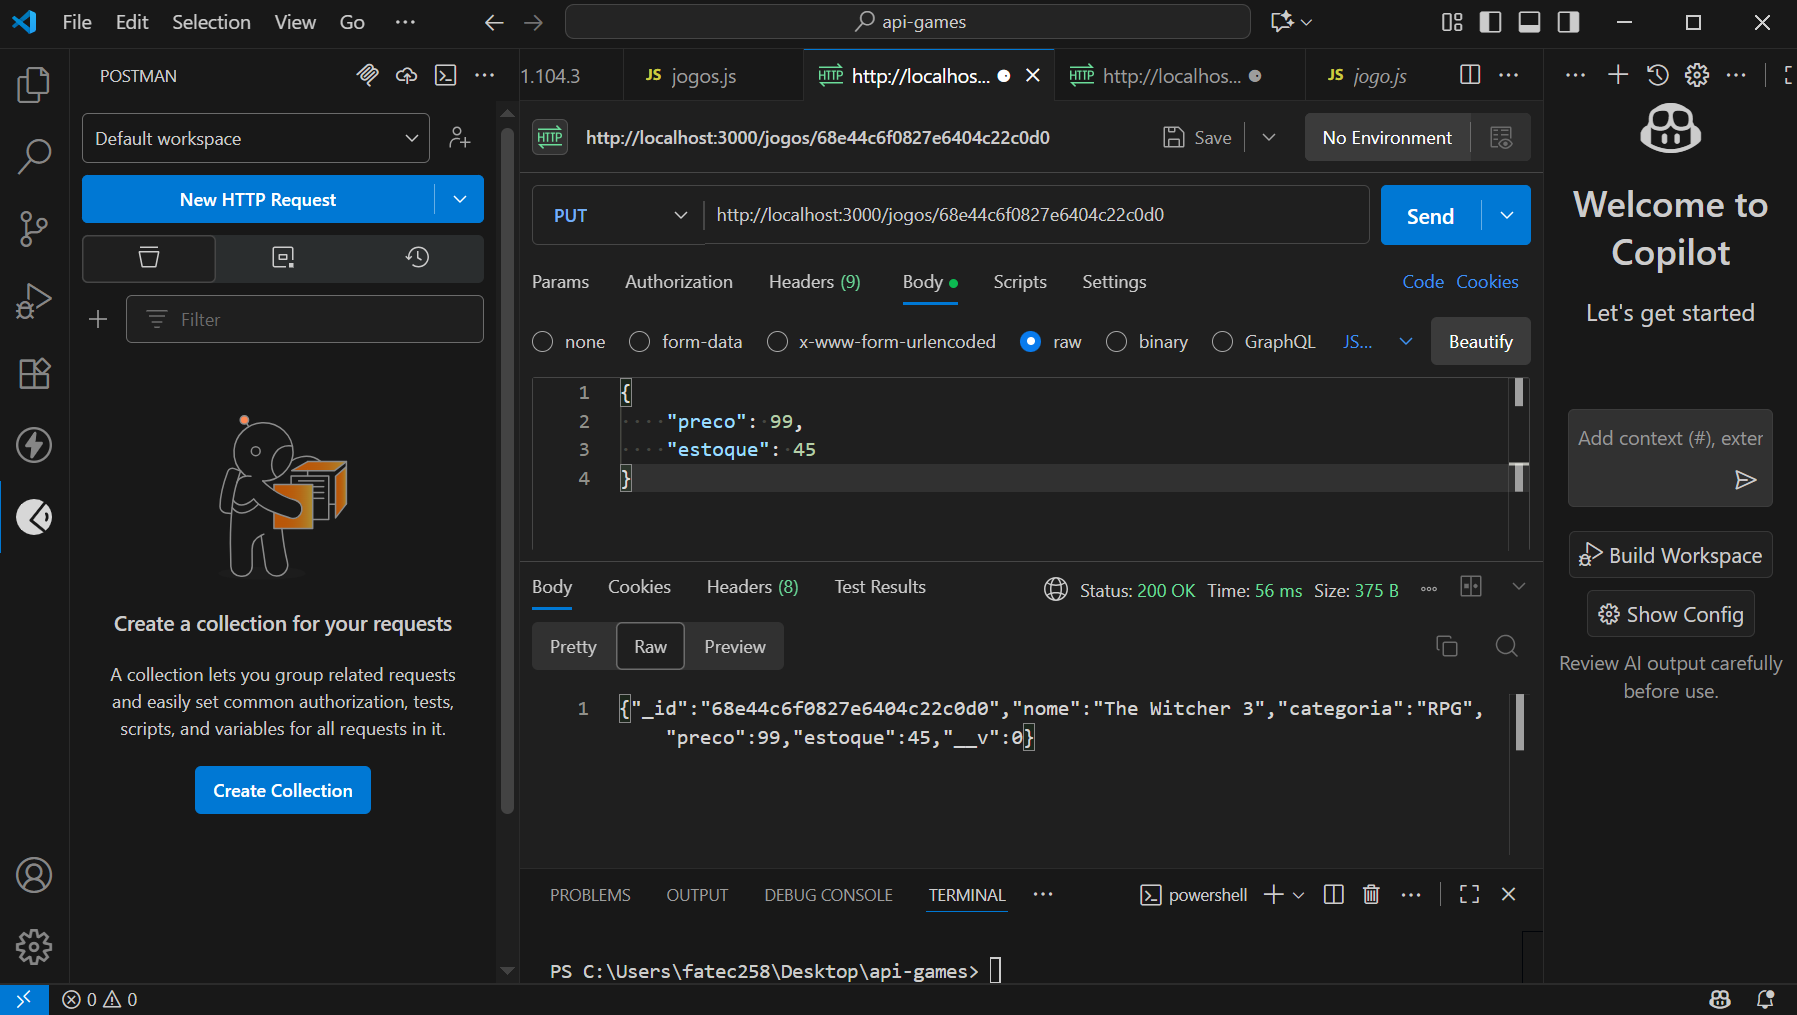 File Edit Selection View Go ··· api-games
POSTMAN
Default workspace
New HTTP Request
Filter
Create a collection for your requests
A collection lets you group related requests
and easily set common authorization, tests,
scripts, and variables for all requests in it.
Create Collection
1.104.3 JS jogos.js HTTP http://localhos... HTTP http://localhos... JS jogo.js
HTTP http://localhost:3000/jogos/68e44c6f0827e6404c22c0d0 Save No Environment
PUT http://localhost:3000/jogos/68e44c6f0827e6404c22c0d0 Send
Params Authorization Headers (9) Body Scripts Settings Code Cookies
none form-data x-www-form-urlencoded raw binary GraphQL JS... Beautify
1 {
2 "preco": 99,
3 "estoque": 45
4 }
Body Cookies Headers (8) Test Results Status: 200 OK Time: 56 ms Size: 375 B
Pretty Raw Preview
1 {"_id":"68e44c6f0827e6404c22c0d0","nome":"The Witcher 3","categoria":"RPG",
"preco":99,"estoque":45,"__v":0}
PROBLEMS OUTPUT DEBUG CONSOLE TERMINAL ··· powershell
PS C:\Users\fatec258\Desktop\api-games>
Welcome to
Copilot
Let's get started
Add context (#), exter
Build Workspace
Show Config
Review AI output carefully
before use.
0 0